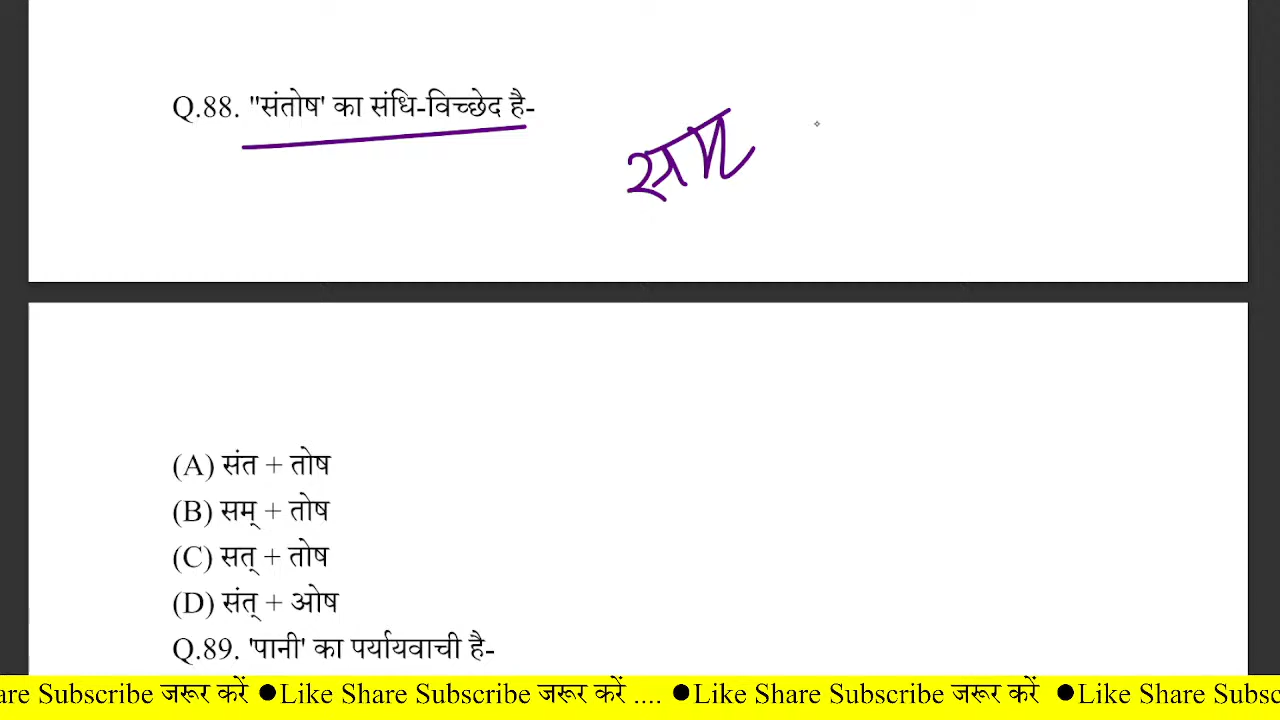 Q.88. "संतोष' का संधि-विच्छेद है-
सम्
(A) संत + तोष
(B) सम् + तोष
(C) सत् + तोष
(D) संत् + ओष
Q.89. 'पानी' का पर्यायवाची है-
are Subscribe जरूर करें ●Like Share Subscribe जरूर करें .... ●Like Share Subscribe जरूर करें ●Like Share Subsc